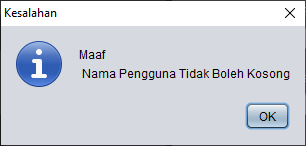 Kesalahan
Maaf
Nama Pengguna Tidak Boleh Kosong
OK